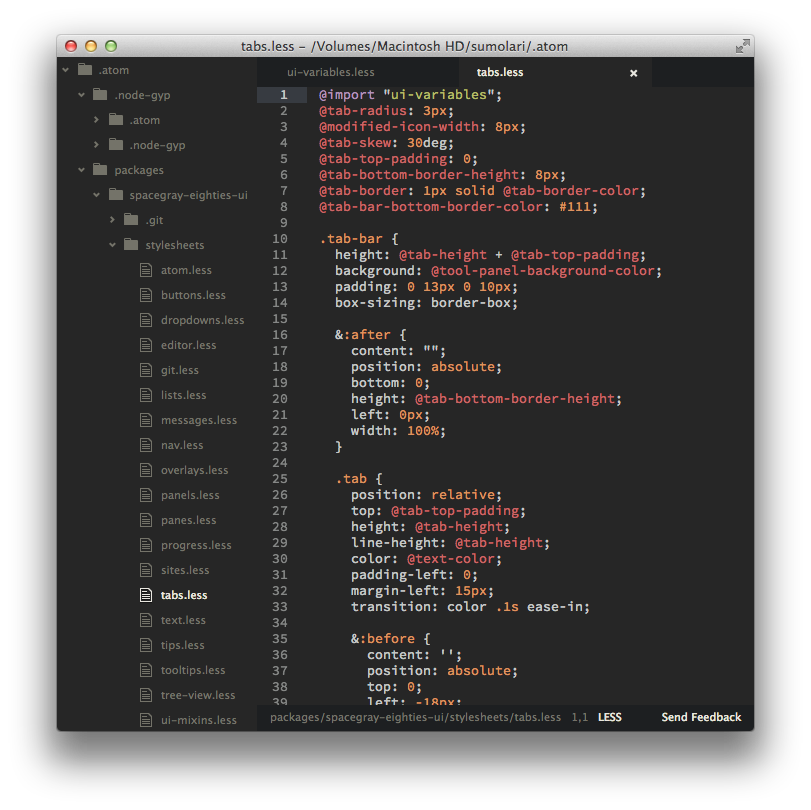 tabs.less – /Volumes/Macintosh HD/sumolari/.atom
.atom
.node-gyp
.atom
.node-gyp
packages
spacegray-eighties-ui
.git
stylesheets
atom.less
buttons.less
dropdowns.less
editor.less
git.less
lists.less
messages.less
nav.less
overlays.less
panels.less
panes.less
progress.less
sites.less
tabs.less
text.less
tips.less
tooltips.less
tree-view.less
ui-mixins.less
ui-variables.less tabs.less ×
1 @import "ui-variables";
2 @tab-radius: 3px;
3 @modified-icon-width: 8px;
4 @tab-skew: 30deg;
5 @tab-top-padding: 0;
6 @tab-bottom-border-height: 8px;
7 @tab-border: 1px solid @tab-border-color;
8 @tab-bar-bottom-border-color: #111;
9
10 .tab-bar {
11   height: @tab-height + @tab-top-padding;
12   background: @tool-panel-background-color;
13   padding: 0 13px 0 10px;
14   box-sizing: border-box;
15
16   &:after {
17     content: "";
18     position: absolute;
19     bottom: 0;
20     height: @tab-bottom-border-height;
21     left: 0px;
22     width: 100%;
23   }
24
25   .tab {
26     position: relative;
27     top: @tab-top-padding;
28     height: @tab-height;
29     line-height: @tab-height;
30     color: @text-color;
31     padding-left: 0;
32     margin-left: 15px;
33     transition: color .1s ease-in;
34
35     &:before {
36       content: '';
37       position: absolute;
38       top: 0;
39       left: -18px;
packages/spacegray-eighties-ui/stylesheets/tabs.less 1,1 LESS Send Feedback